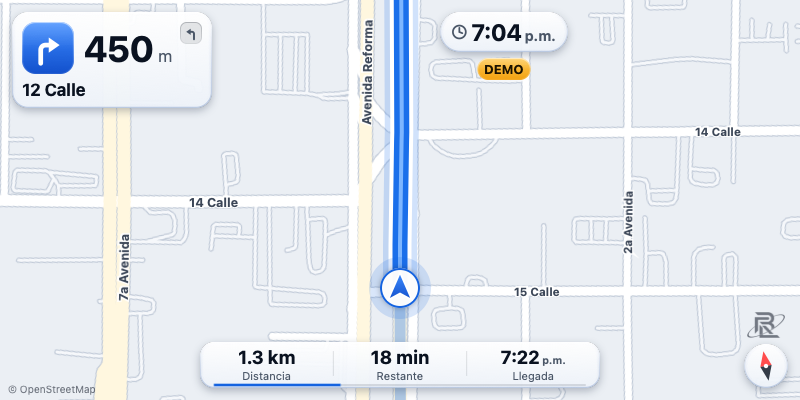 450 m
12 Calle
7:04 p.m.
DEMO
Avenida Reforma
14 Calle
14 Calle
2a Avenida
7a Avenida
15 Calle
1.3 km
Distancia
18 min
Restante
7:22 p.m.
Llegada
© OpenStreetMap